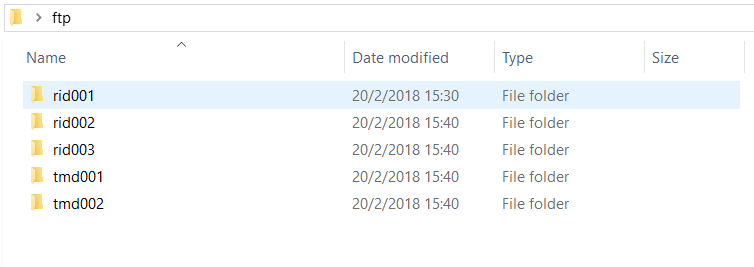 ftp
Name Date modified Type Size
rid001 20/2/2018 15:30 File folder
rid002 20/2/2018 15:40 File folder
rid003 20/2/2018 15:40 File folder
tmd001 20/2/2018 15:40 File folder
tmd002 20/2/2018 15:40 File folder